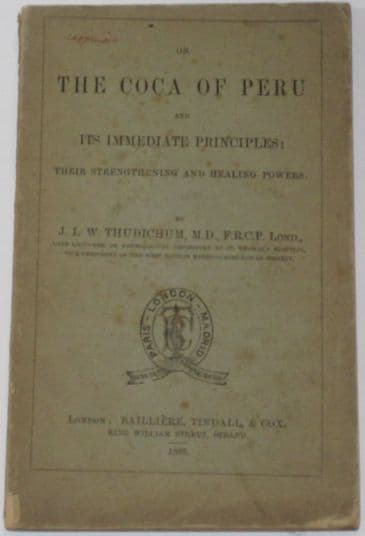 ON
THE COCA OF PERU
AND
ITS IMMEDIATE PRINCIPLES;
THEIR STRENGTHENING AND HEALING POWERS.
BY
J. L. W. THUDICHUM, M.D., F.R.C.P. LOND.,
PARIS - LONDON - MADRID
LONDON: BAILLIÈRE, TINDALL, & COX,
KING WILLIAM STREET, STRAND.